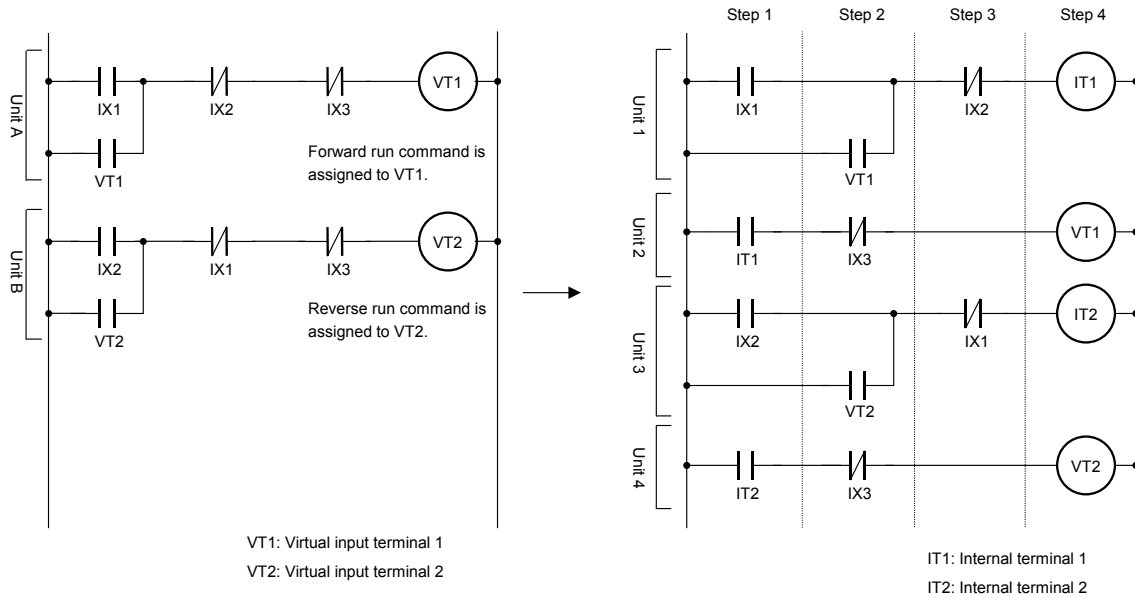 Unit A
IX1
IX2
IX3
VT1
VT1
Forward run command is
assigned to VT1.
Unit B
IX2
IX1
IX3
VT2
VT2
Reverse run command is
assigned to VT2.
VT1: Virtual input terminal 1
VT2: Virtual input terminal 2
Step 1
Step 2
Step 3
Step 4
Unit 1
IX1
IX2
IT1
VT1
Unit 2
IT1
IX3
VT1
Unit 3
IX2
IX1
IT2
VT2
Unit 4
IT2
IX3
VT2
IT1: Internal terminal 1
IT2: Internal terminal 2